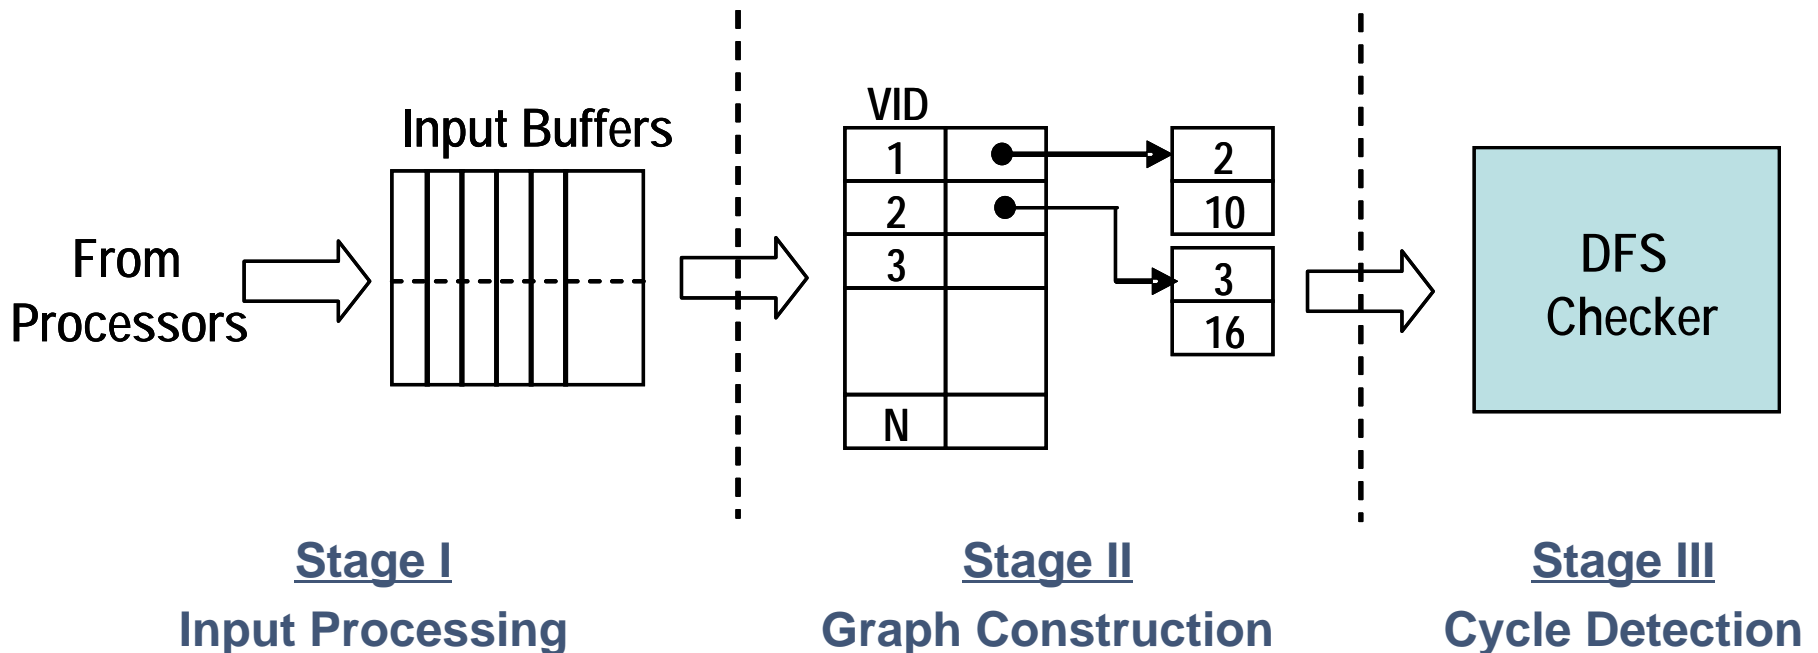 From
Processors
Input Buffers
VID
1
2
3
N
2
10
3
16
DFS
Checker
Stage I
Input Processing
Stage II
Graph Construction
Stage III
Cycle Detection